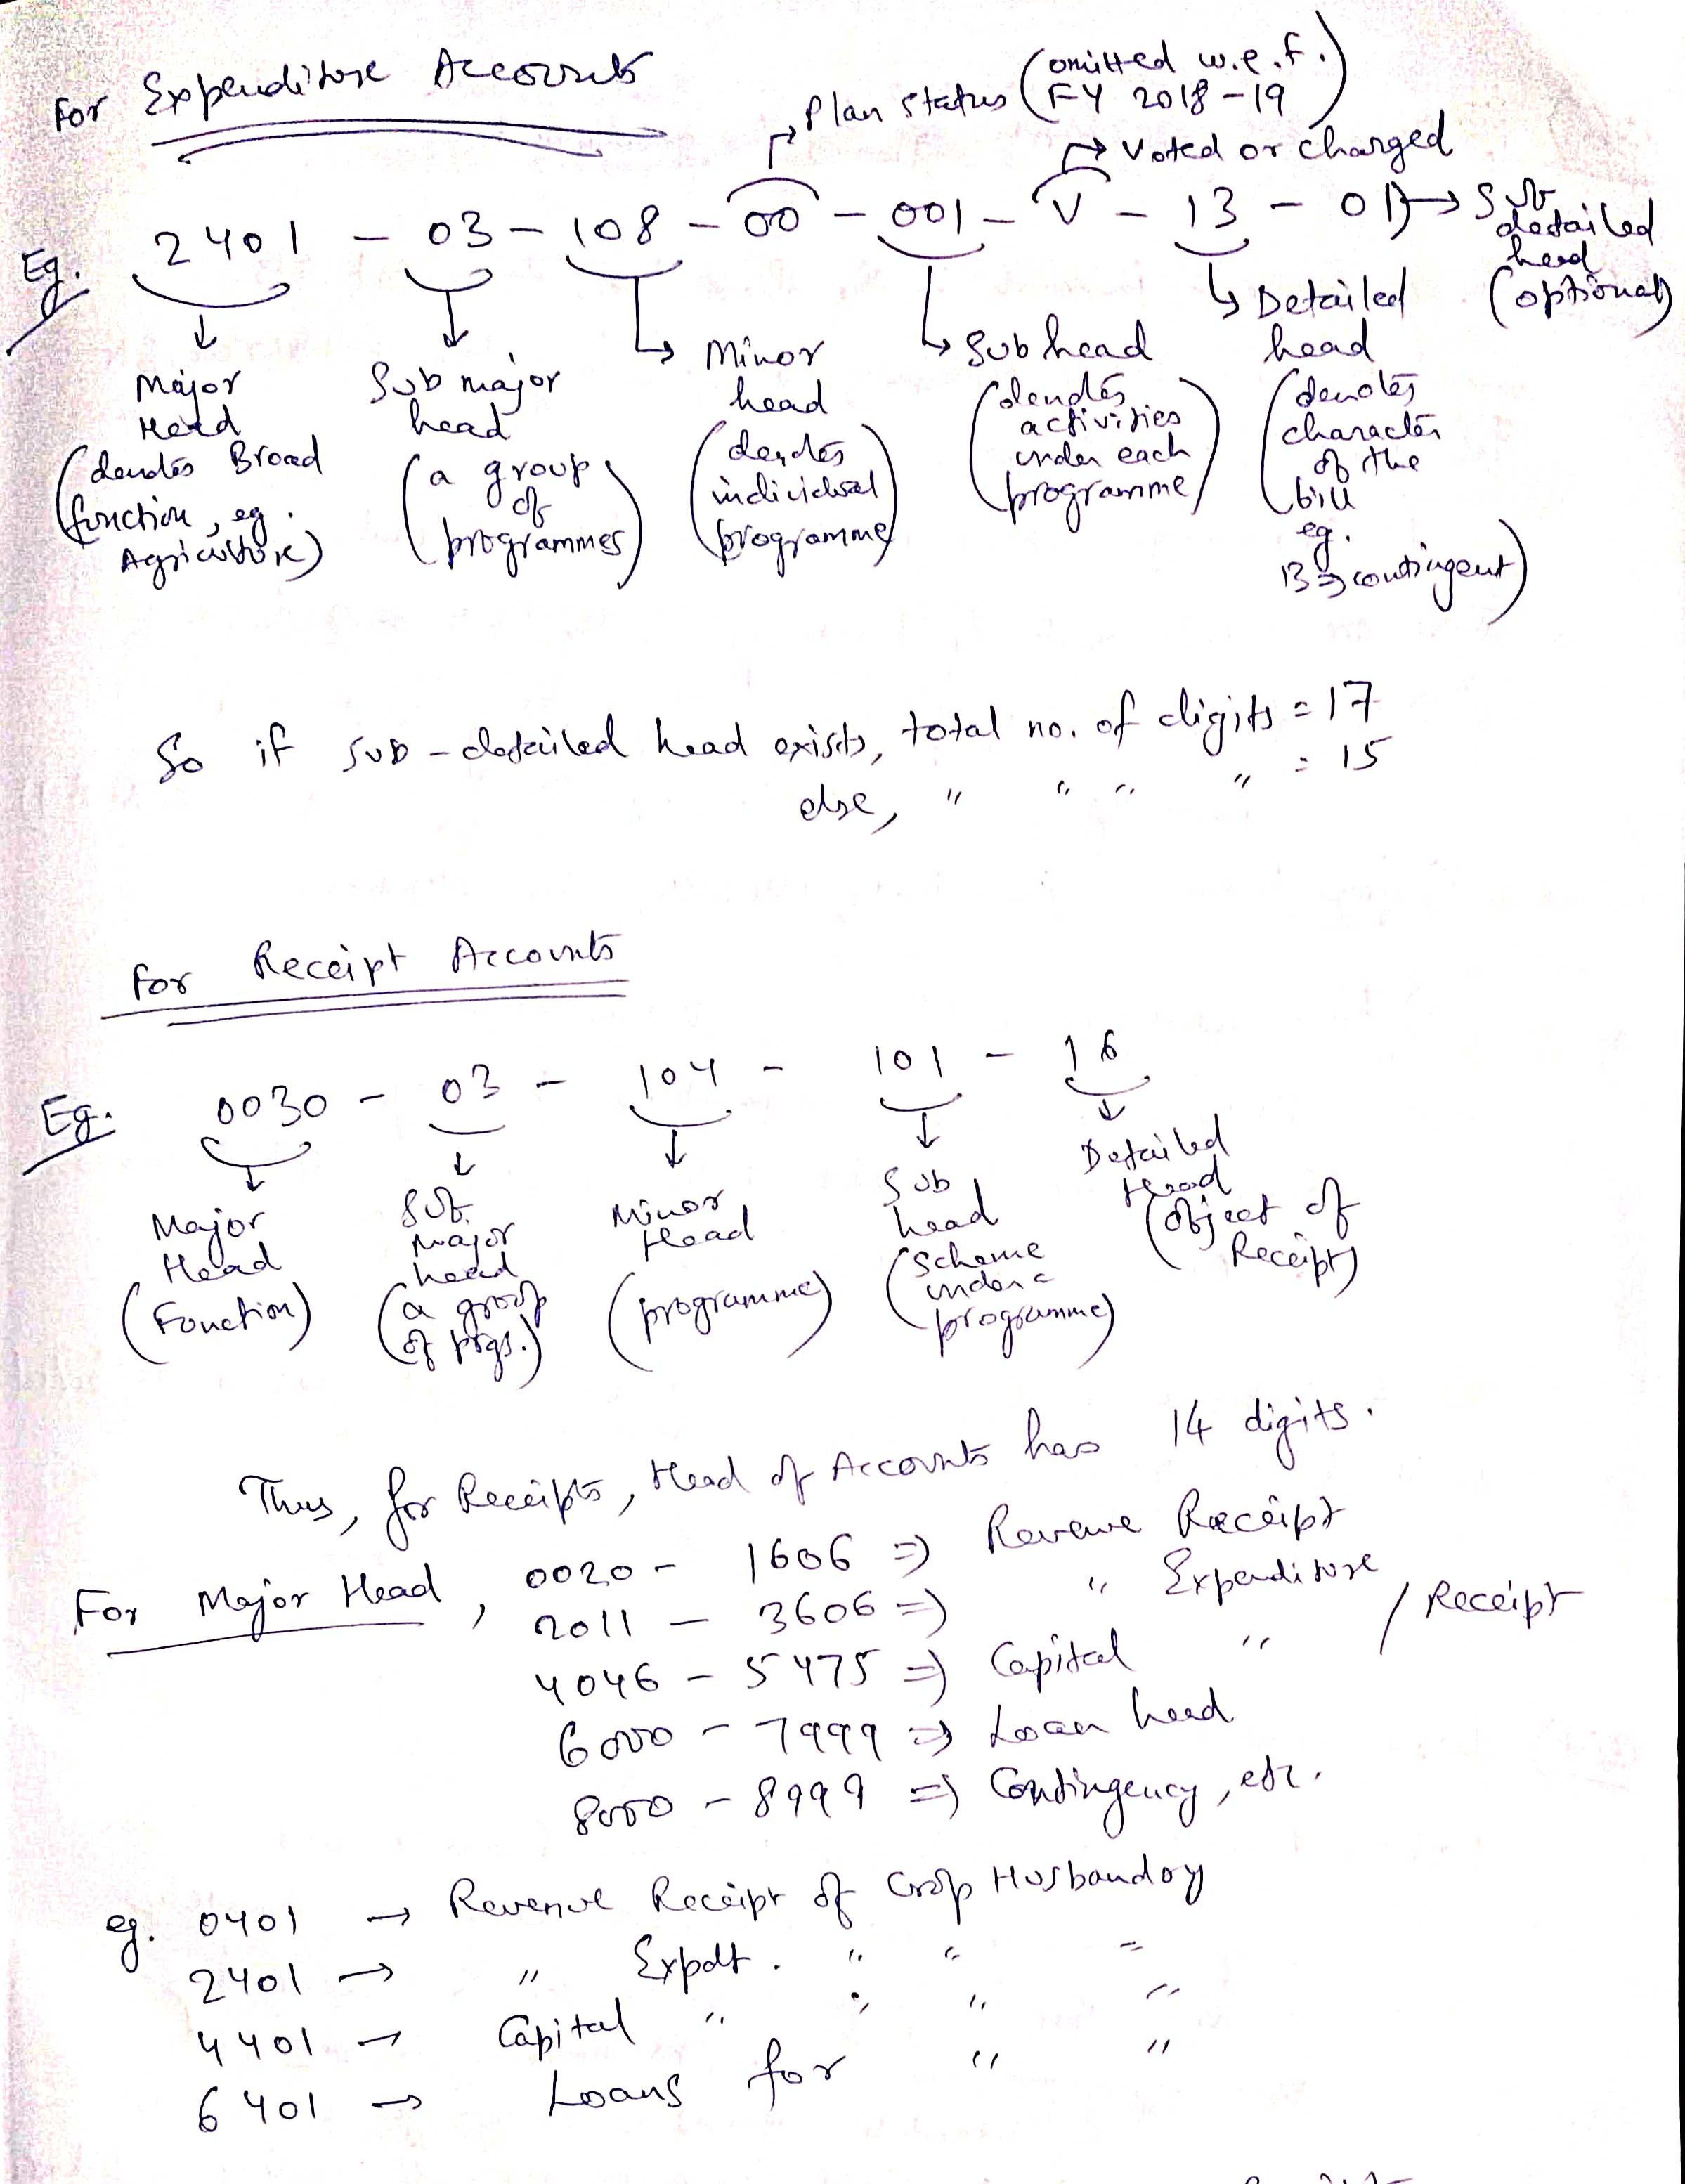 For Expenditure Accounts
Plan status (omitted w.e.f. FY 2018-19)
Voted or charged
Eg. 2401 - 03 - 108 - 00 - 001 - V - 13 - 01 → Sub detailed head (optional)
Major Head (denotes Broad function, eg. Agriculture)
Sub major head (a group of programmes)
Minor head (denotes individual programme)
Sub head (denotes activities under each programme)
Detailed head (denotes character of the bill eg. 13 ⇒ contingent)
So if sub-detailed head exists, total no. of digits = 17
else, " " " " = 15
For Receipt Accounts
Eg. 0030 - 03 - 104 - 101 - 16
Major Head (Function)
Sub major head (a group of prgs.)
Minor Head (programme)
Sub head (scheme under a programme)
Detailed Head (object of Receipt)
Thus, for Receipts, Head of Accounts has 14 digits.
For Major Head, 0020 - 1606 ⇒ Revenue Receipt
2011 - 3606 ⇒ " Expenditure
4046 - 5475 ⇒ Capital " / Receipt
6000 - 7999 ⇒ Loan head
8000 - 8999 ⇒ Contingency, etc.
eg. 0401 → Revenue Receipt of Crop Husbandry
2401 → " Expdt. " " "
4401 → Capital " " " "
6401 → Loans for " "